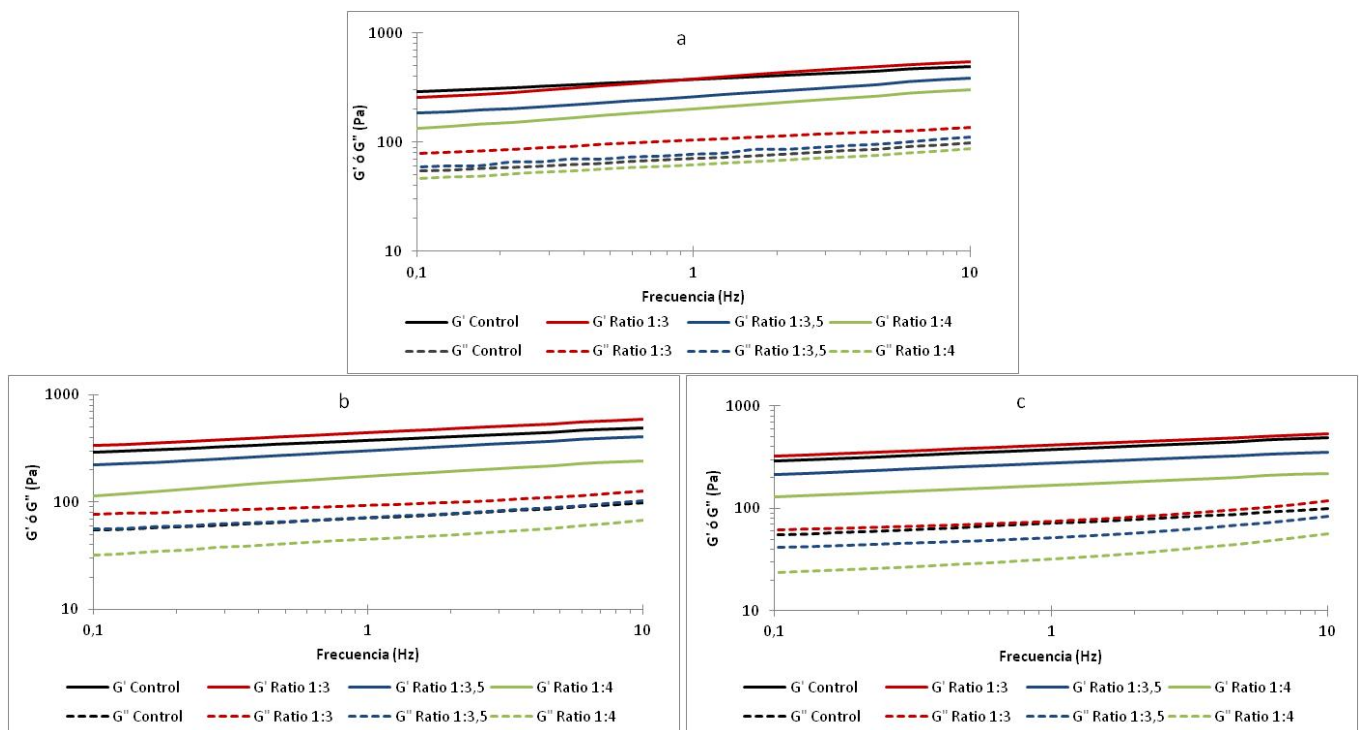 a
1000
100
10
G' ó G" (Pa)
0,1 1 10
Frecuencia (Hz)
G' Control G' Ratio 1:3 G' Ratio 1:3,5 G' Ratio 1:4
G" Control G" Ratio 1:3 G" Ratio 1:3,5 G" Ratio 1:4
b
1000
100
10
G' ó G" (Pa)
0,1 1 10
Frecuencia (Hz)
G' Control G' Ratio 1:3 G' Ratio 1:3,5 G' Ratio 1:4
G" Control G" Ratio 1:3 G" Ratio 1:3,5 G" Ratio 1:4
c
1000
100
10
G' ó G" (Pa)
0,1 1 10
Frecuencia (Hz)
G' Control G' Ratio 1:3 G' Ratio 1:3,5 G' Ratio 1:4
G" Control G" Ratio 1:3 G" Ratio 1:3,5 G" Ratio 1:4